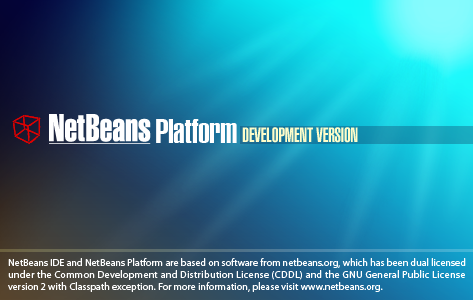 NetBeans Platform DEVELOPMENT VERSION
NetBeans IDE and NetBeans Platform are based on software from netbeans.org, which has been dual licensed
under the Common Development and Distribution License (CDDL) and the GNU General Public License
version 2 with Classpath exception. For more information, please visit www.netbeans.org.